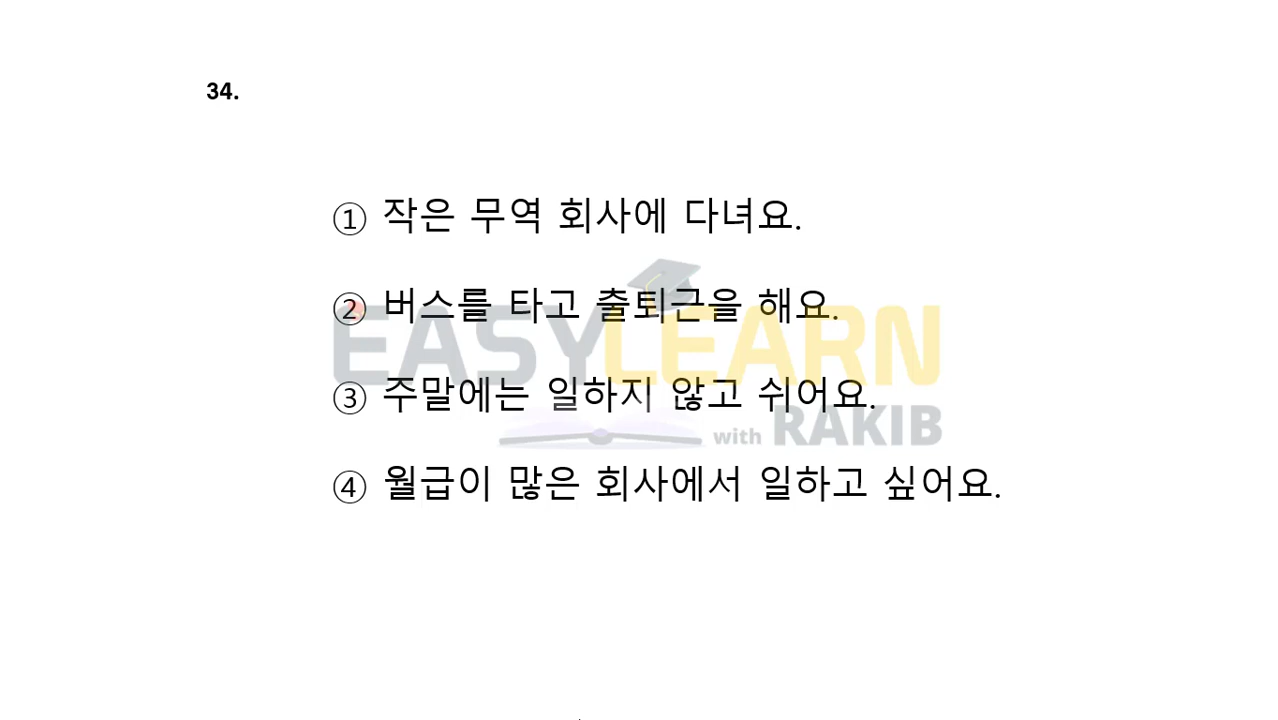 34.
① 작은 무역 회사에 다녀요.
② 버스를 타고 출퇴근을 해요.
③ 주말에는 일하지 않고 쉬어요.
④ 월급이 많은 회사에서 일하고 싶어요.
EASYLEARN
with RAKIB